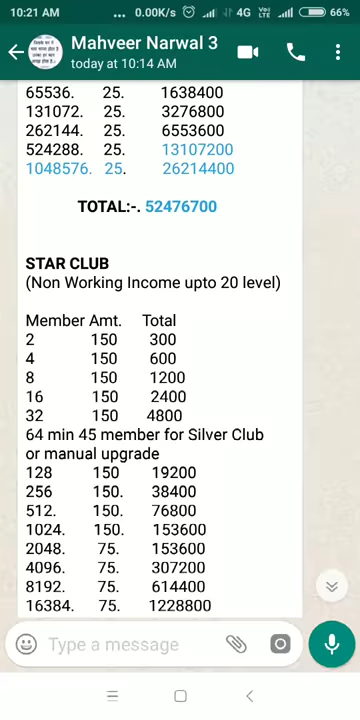 10:21 AM ... 0.00K/s 4G VoLTE 66%
Mahveer Narwal 3
today at 10:14 AM
65536. 25. 1638400
131072. 25. 3276800
262144. 25. 6553600
524288. 25. 13107200
1048576. 25. 26214400
TOTAL:-. 52476700
STAR CLUB
(Non Working Income upto 20 level)
Member Amt. Total
2 150 300
4 150 600
8 150 1200
16 150 2400
32 150 4800
64 min 45 member for Silver Club
or manual upgrade
128 150 19200
256 150. 38400
512. 150. 76800
1024. 150. 153600
2048. 75. 153600
4096. 75. 307200
8192. 75. 614400
16384. 75. 1228800
Type a message